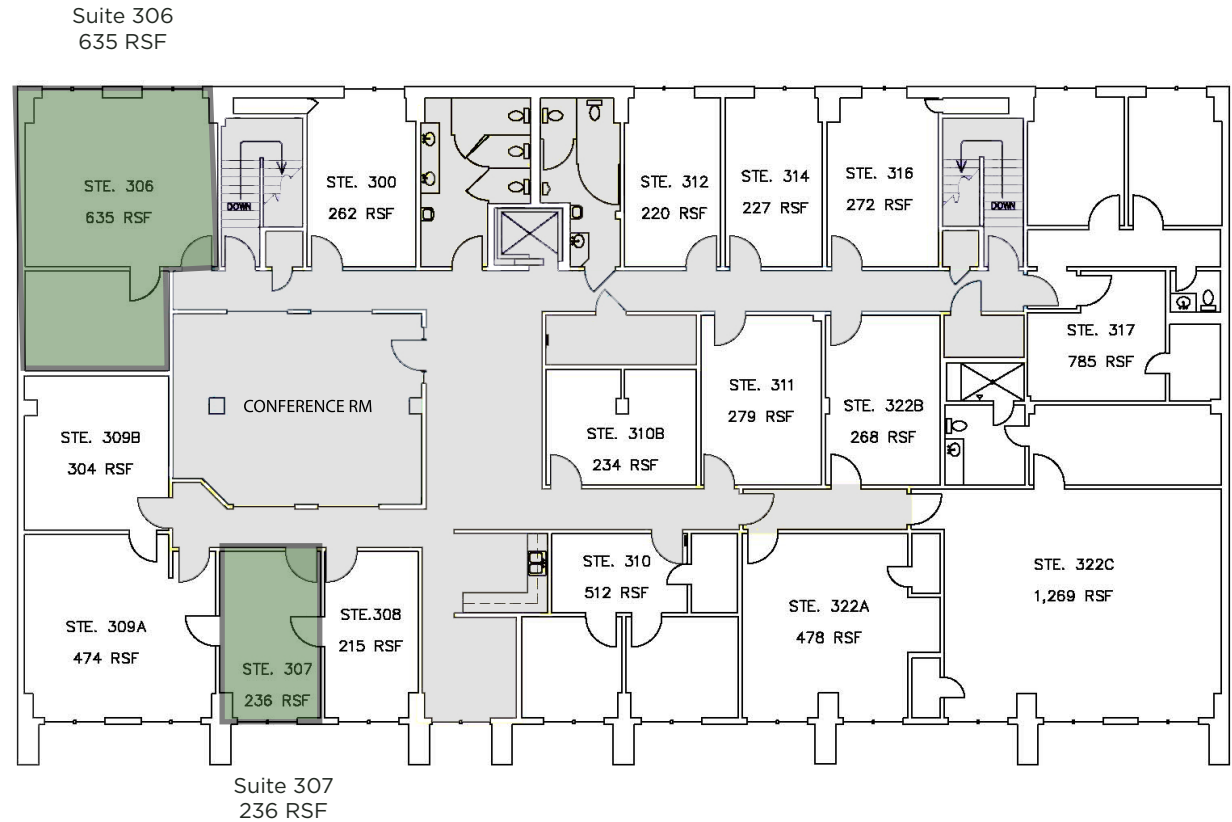 Suite 306
635 RSF
STE. 306
635 RSF
DOWN
STE. 300
262 RSF
STE. 312
220 RSF
STE. 314
227 RSF
STE. 316
272 RSF
DOWN
STE. 317
785 RSF
CONFERENCE RM
STE. 311
279 RSF
STE. 322B
268 RSF
STE. 309B
304 RSF
STE. 310B
234 RSF
STE. 310
512 RSF
STE. 322C
1,269 RSF
STE. 309A
474 RSF
STE. 307
236 RSF
STE.308
215 RSF
STE. 322A
478 RSF
Suite 307
236 RSF